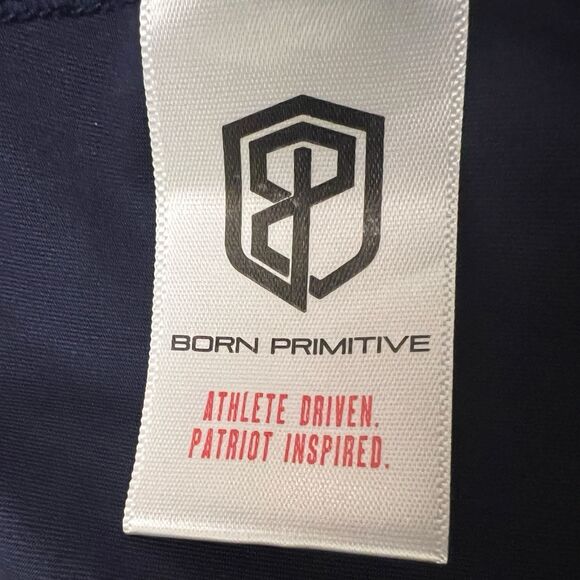 BORN PRIMITIVE
ATHLETE DRIVEN.
PATRIOT INSPIRED.